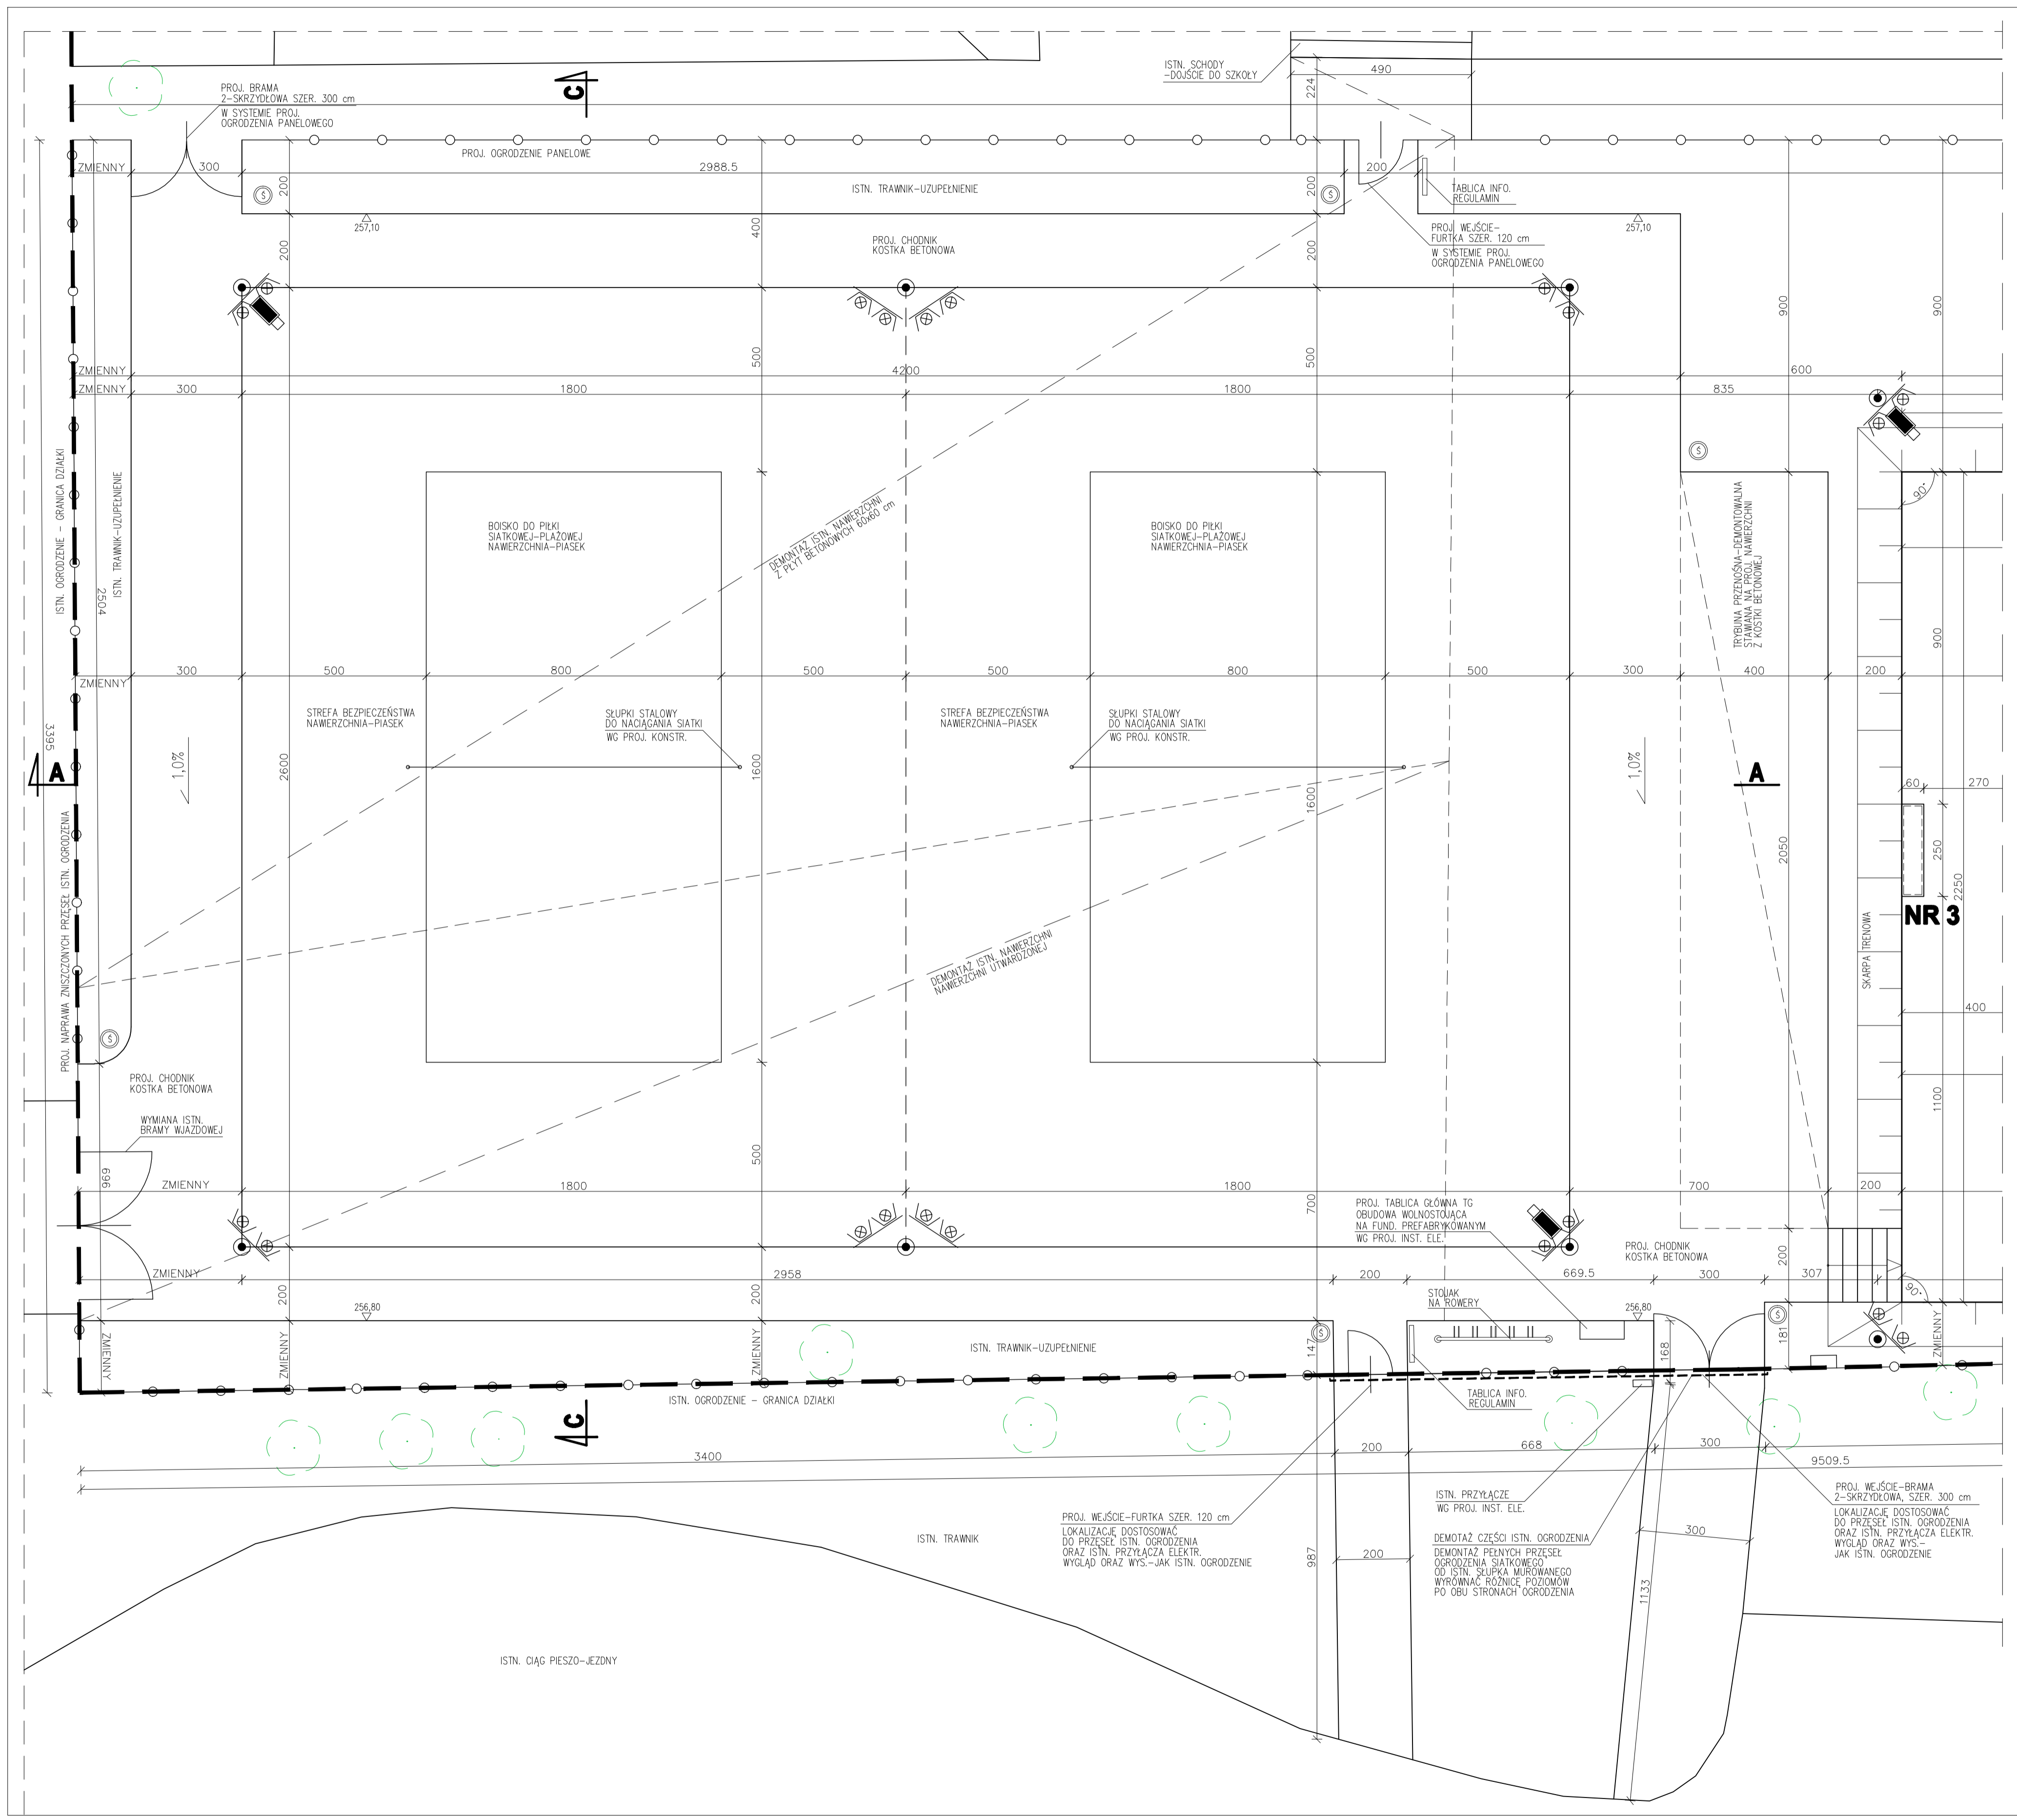 ISTN. SCHODY
-DOJŚCIE DO SZKOŁY
490
224
C
PROJ. BRAMA
2-SKRZYDŁOWA SZER. 300 cm
W SYSTEMIE PROJ.
OGRODZENIA PANELOWEGO
PROJ. OGRODZENIE PANELOWE
ZMIENNY
300
2988.5
200
200
200
Ś
ISTN. TRAWNIK-UZUPEŁNIENIE
400
Ś
TABLICA INFO.
REGULAMIN
257,10
257,10
PROJ. CHODNIK
KOSTKA BETONOWA
200
200
PROJ. WEJŚCIE-
FURTKA SZER. 120 cm
W SYSTEMIE PROJ.
OGRODZENIA PANELOWEGO
900
900
500
500
ZMIENNY
4200
600
ZMIENNY
300
1800
1800
835
Ś
90°
ISTN. OGRODZENIE - GRANICA DZIAŁKI
ISTN. TRAWNIK-UZUPEŁNIENIE
2504
BOISKO DO PIŁKI
SIATKOWEJ-PLAŻOWEJ
NAWIERZCHNIA-PIASEK
DEMONTAŻ ISTN. NAWIERZCHNI
Z PŁYT BETONOWYCH 60x60 cm
BOISKO DO PIŁKI
SIATKOWEJ-PLAŻOWEJ
NAWIERZCHNIA-PIASEK
TRYBUNA PRZENOŚNA-DEMONTOWALNA
STAWIANA NA PROJ. NAWIERZCHNI
Z KOSTKI BETONOWEJ
900
ZMIENNY
300
500
800
500
500
800
500
300
400
200
STREFA BEZPIECZEŃSTWA
NAWIERZCHNIA-PIASEK
SŁUPKI STALOWY
DO NACIĄGANIA SIATKI
WG PROJ. KONSTR.
STREFA BEZPIECZEŃSTWA
NAWIERZCHNIA-PIASEK
SŁUPKI STALOWY
DO NACIĄGANIA SIATKI
WG PROJ. KONSTR.
3395
A
1,0%
2600
1600
1600
1,0%
A
60
270
2050
250
2250
NR 3
PROJ. NAPRAWA ZNISZCZONYCH PRZĘSEŁ ISTN. OGRODZENIA
DEMONTAŻ ISTN. NAWIERZCHNI
NAWIERZCHNI UTWARDZONEJ
SKARPA TRENOWA
400
Ś
PROJ. CHODNIK
KOSTKA BETONOWA
WYMIANA ISTN.
BRAMY WJAZDOWEJ
1100
500
696
ZMIENNY
1800
1800
700
200
700
PROJ. TABLICA GŁÓWNA TG
OBUDOWA WOLNOSTOJĄCA
NA FUND. PREFABRYKOWANYM
WG PROJ. INST. ELE.
PROJ. CHODNIK
KOSTKA BETONOWA
200
ZMIENNY
2958
200
669.5
300
307
90°
200
200
256,80
STOJAK
NA ROWERY
256,80
Ś
Ś
ZMIENNY
ZMIENNY
ZMIENNY
ISTN. TRAWNIK-UZUPEŁNIENIE
147
168
181
ZMIENNY
ISTN. OGRODZENIE - GRANICA DZIAŁKI
TABLICA INFO.
REGULAMIN
C
3400
200
668
300
9509.5
PROJ. WEJŚCIE-FURTKA SZER. 120 cm
LOKALIZACJĘ DOSTOSOWAĆ
DO PRZĘSEŁ ISTN. OGRODZENIA
ORAZ ISTN. PRZYŁĄCZA ELEKTR.
WYGLĄD ORAZ WYS.-JAK ISTN. OGRODZENIE
ISTN. PRZYŁĄCZE
WG PROJ. INST. ELE.
PROJ. WEJŚCIE-BRAMA
2-SKRZYDŁOWA, SZER. 300 cm
LOKALIZACJĘ DOSTOSOWAĆ
DO PRZĘSEŁ ISTN. OGRODZENIA
ORAZ ISTN. PRZYŁĄCZA ELEKTR.
WYGLĄD ORAZ WYS.-
JAK ISTN. OGRODZENIE
ISTN. TRAWNIK
987
200
DEMOTAŻ CZĘŚCI ISTN. OGRODZENIA
DEMONTAŻ PEŁNYCH PRZĘSEŁ
OGRODZENIA SIATKOWEGO
OD ISTN. SŁUPKA MUROWANEGO
WYRÓWNAĆ RÓŻNICĘ POZIOMÓW
PO OBU STRONACH OGRODZENIA
300
1133
ISTN. CIĄG PIESZO-JEZDNY